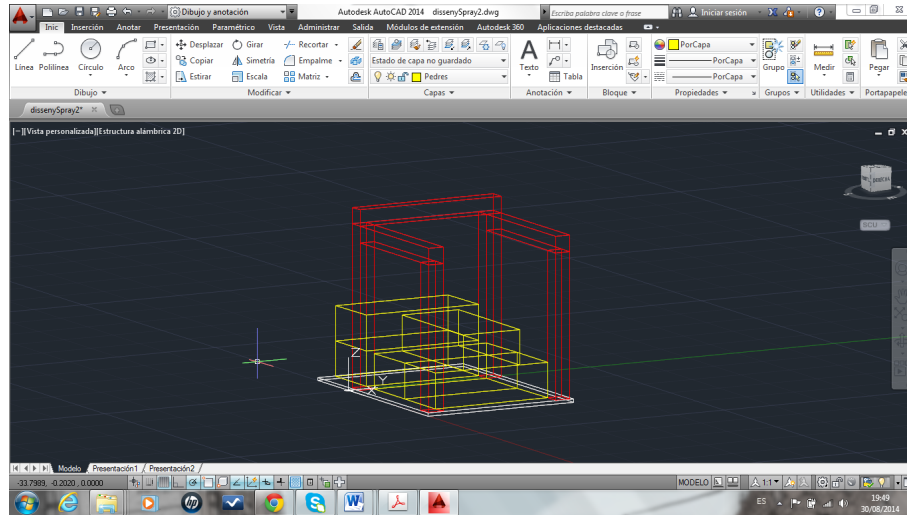 Dibujo y anotación
Autodesk AutoCAD 2014 dissenySpray2.dwg
Escriba palabra clave o frase
Iniciar sesión
Inic Inserción Anotar Presentación Paramétrico Vista Administrar Salida Módulos de extensión Autodesk 360 Aplicaciones destacadas
Línea Polilínea Círculo Arco
Desplazar Girar Recortar
Copiar Simetría Empalme
Estirar Escala Matriz
Estado de capa no guardado
Pedres
Texto
Tabla
Inserción
PorCapa
PorCapa
PorCapa
Grupo
Medir
Pegar
Dibujo Modificar Capas Anotación Bloque Propiedades Grupos Utilidades Portapapele
dissenySpray2*
[−][Vista personalizada][Estructura alámbrica 2D]
SCU
Z
Y
X
Modelo Presentación1 Presentación2
-33.7989, -0.2020, 0.0000
MODELO
1:1
ES
19:49
30/08/2014